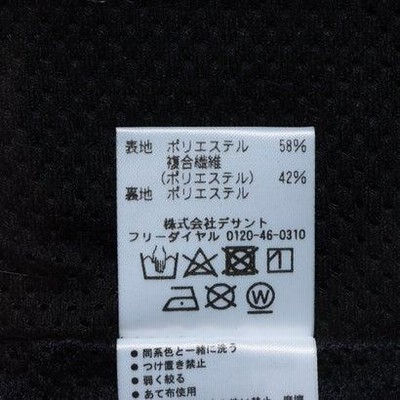 表地 ポリエステル 58%
複合繊維
(ポリエステル) 42%
裏地 ポリエステル
株式会社デサント
フリーダイヤル 0120-46-0310
W
● 同系色と一緒に洗う
● つけ置き禁止
● 弱く絞る
● あて布使用